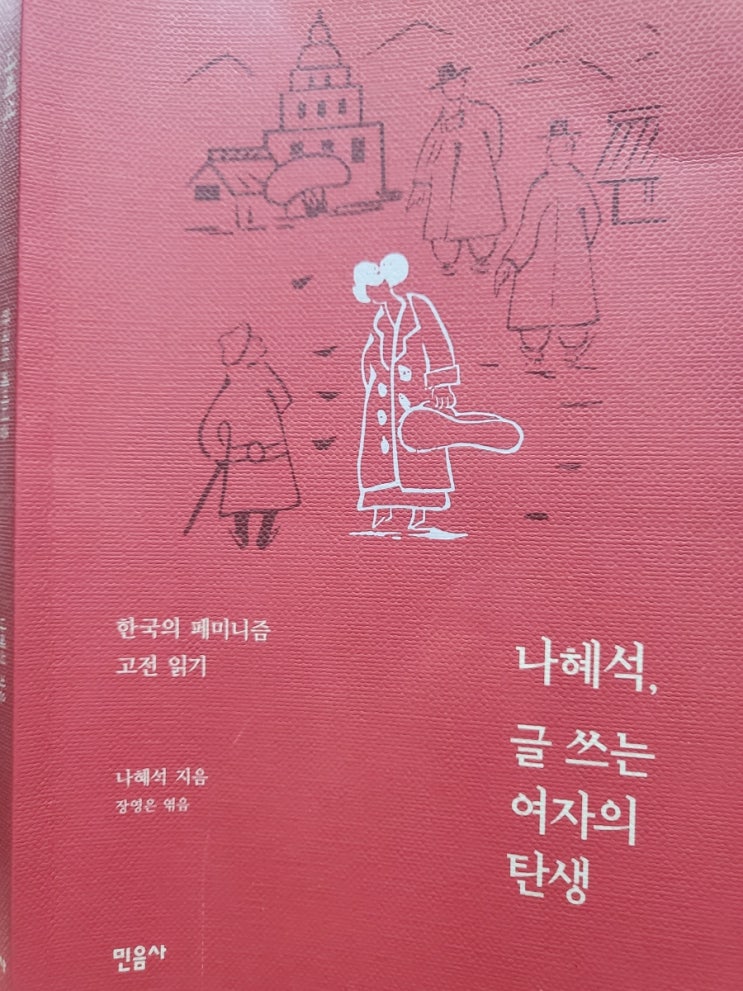 한국의 페미니즘
고전 읽기
나혜석,
글 쓰는
여자의
탄생
나혜석 지음
장영은 엮음
민음사